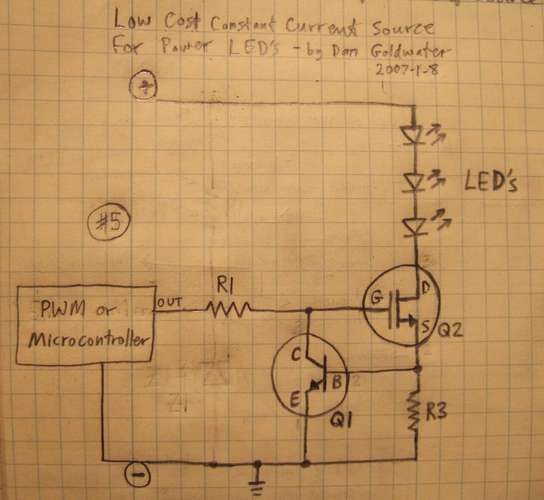 Low Cost Constant Current Source
For Power LED's - by Dan Goldwater
2007-1-8
+
LED's
#5
R1
OUT
PWM or
Microcontroller
G
D
S
Q2
C
B
E
Q1
R3
-